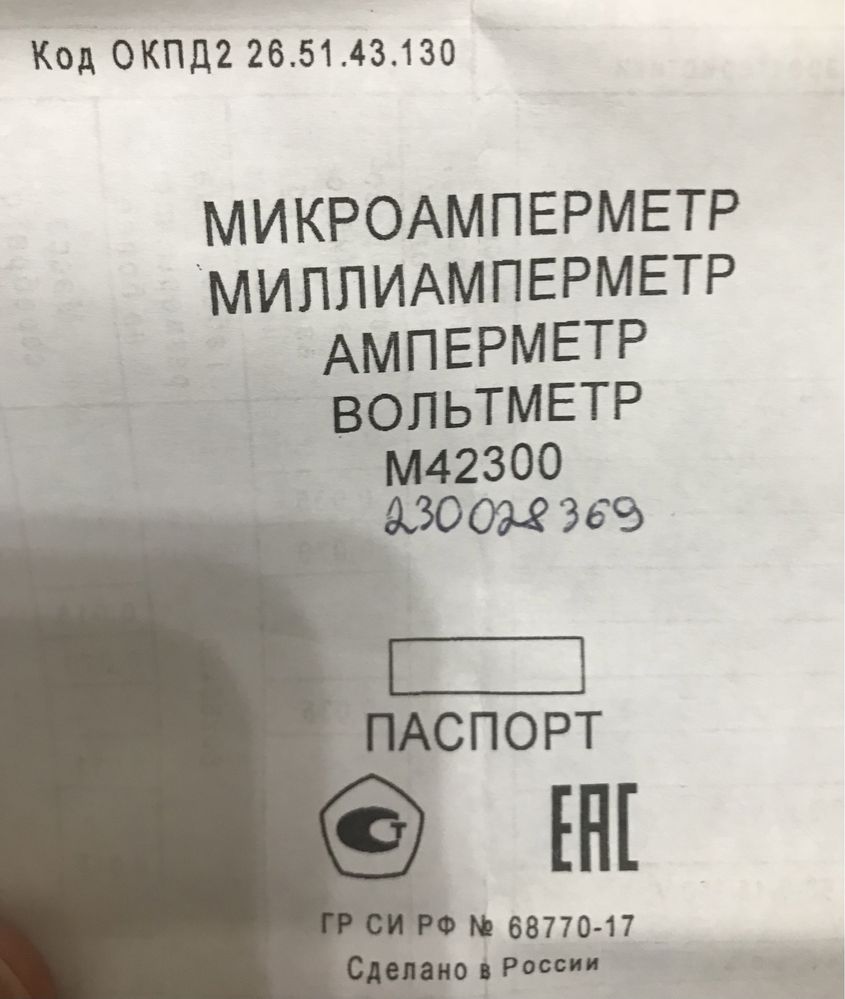 Код ОКПД2 26.51.43.130
МИКРОАМПЕРМЕТР
МИЛЛИАМПЕРМЕТР
АМПЕРМЕТР
ВОЛЬТМЕТР
М42300
230028369
ПАСПОРТ
Ст ЕАС
ГР СИ РФ № 68770-17
Сделано в России